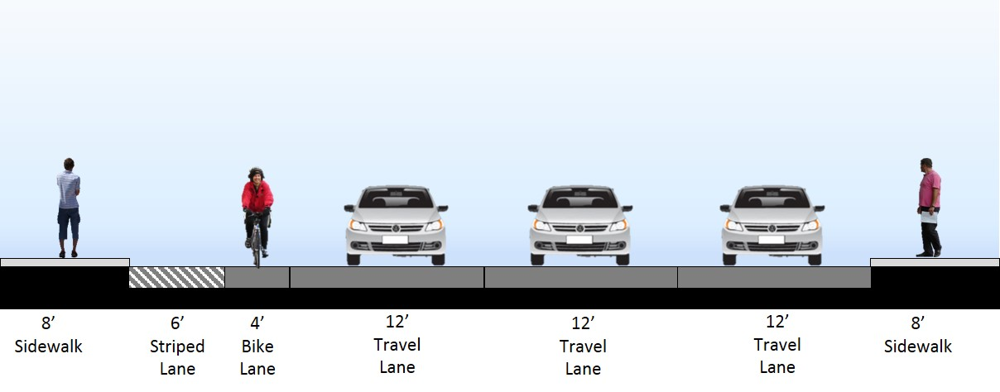 8’
Sidewalk
6’
Striped
Lane
4’
Bike
Lane
12’
Travel
Lane
12’
Travel
Lane
12’
Travel
Lane
8’
Sidewalk